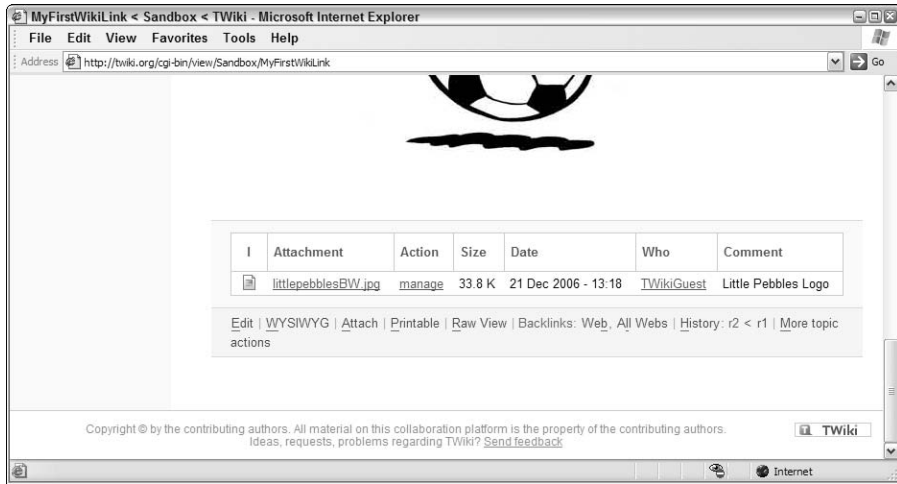 MyFirstWikiLink < Sandbox < TWiki - Microsoft Internet Explorer
File Edit View Favorites Tools Help
Address http://twiki.org/cgi-bin/view/Sandbox/MyFirstWikiLink Go
I Attachment Action Size Date Who Comment
littlepebblesBW.jpg manage 33.8 K 21 Dec 2006 - 13:18 TWikiGuest Little Pebbles Logo
Edit | WYSIWYG | Attach | Printable | Raw View | Backlinks: Web, All Webs | History: r2 < r1 | More topic
actions
Copyright © by the contributing authors. All material on this collaboration platform is the property of the contributing authors.
Ideas, requests, problems regarding TWiki? Send feedback
TWiki
Internet